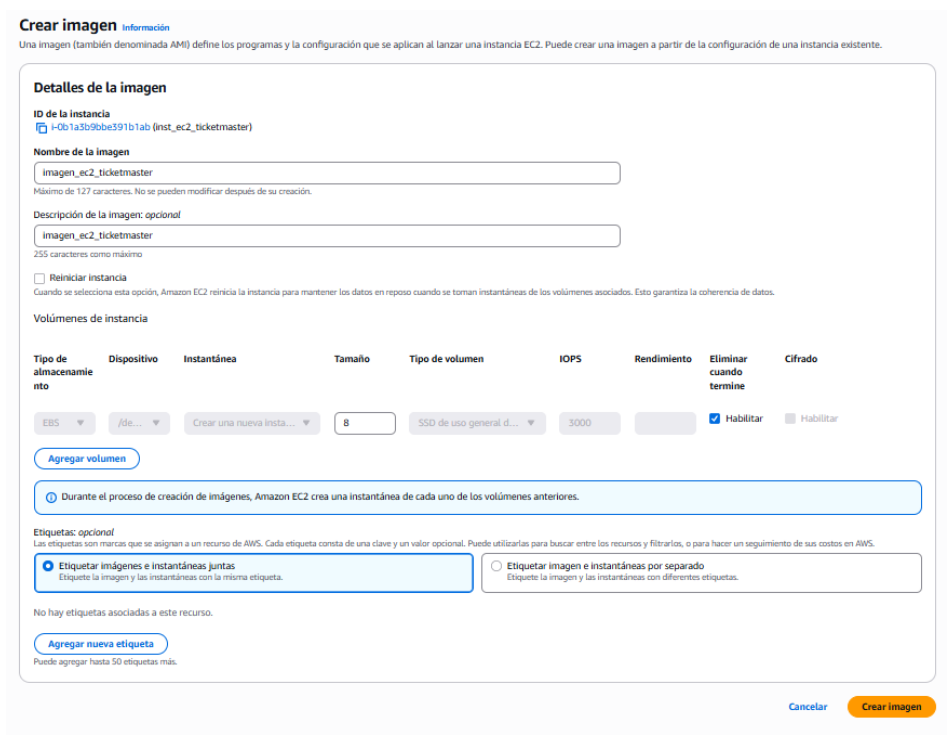 Crear imagen Información
Una imagen (también denominada AMI) define los programas y la configuración que se aplican al lanzar una instancia EC2. Puede crear una imagen a partir de la configuración de una instancia existente.
Detalles de la imagen
ID de la instancia
i-0b1a3b9bbe391b1ab (inst_ec2_ticketmaster)
Nombre de la imagen
imagen_ec2_ticketmaster
Máximo de 127 caracteres. No se pueden modificar después de su creación.
Descripción de la imagen: opcional
imagen_ec2_ticketmaster
255 caracteres como máximo
Reiniciar instancia
Cuando se selecciona esta opción, Amazon EC2 reinicia la instancia para mantener los datos en reposo cuando se toman instantáneas de los volúmenes asociados. Esto garantiza la coherencia de datos.
Volúmenes de instancia
Tipo de almacenamie nto Dispositivo Instantánea Tamaño Tipo de volumen IOPS Rendimiento Eliminar cuando termine Cifrado
EBS /de... Crear una nueva insta... 8 SSD de uso general d... 3000 Habilitar Habilitar
Agregar volumen
Durante el proceso de creación de imágenes, Amazon EC2 crea una instantánea de cada uno de los volúmenes anteriores.
Etiquetas: opcional
Las etiquetas son marcas que se asignan a un recurso de AWS. Cada etiqueta consta de una clave y un valor opcional. Puede utilizarlas para buscar entre los recursos y filtrarlos, o para hacer un seguimiento de sus costos en AWS.
Etiquetar imágenes e instantáneas juntas
Etiquete la imagen y las instantáneas con la misma etiqueta.
Etiquetar imagen e instantáneas por separado
Etiquete la imagen y las instantáneas con diferentes etiquetas.
No hay etiquetas asociadas a este recurso.
Agregar nueva etiqueta
Puede agregar hasta 50 etiquetas más.
Cancelar Crear imagen